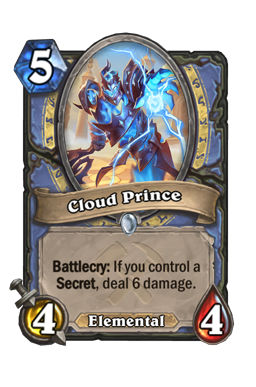 5
Cloud Prince
Battlecry: If you control a
Secret, deal 6 damage.
4
Elemental
4